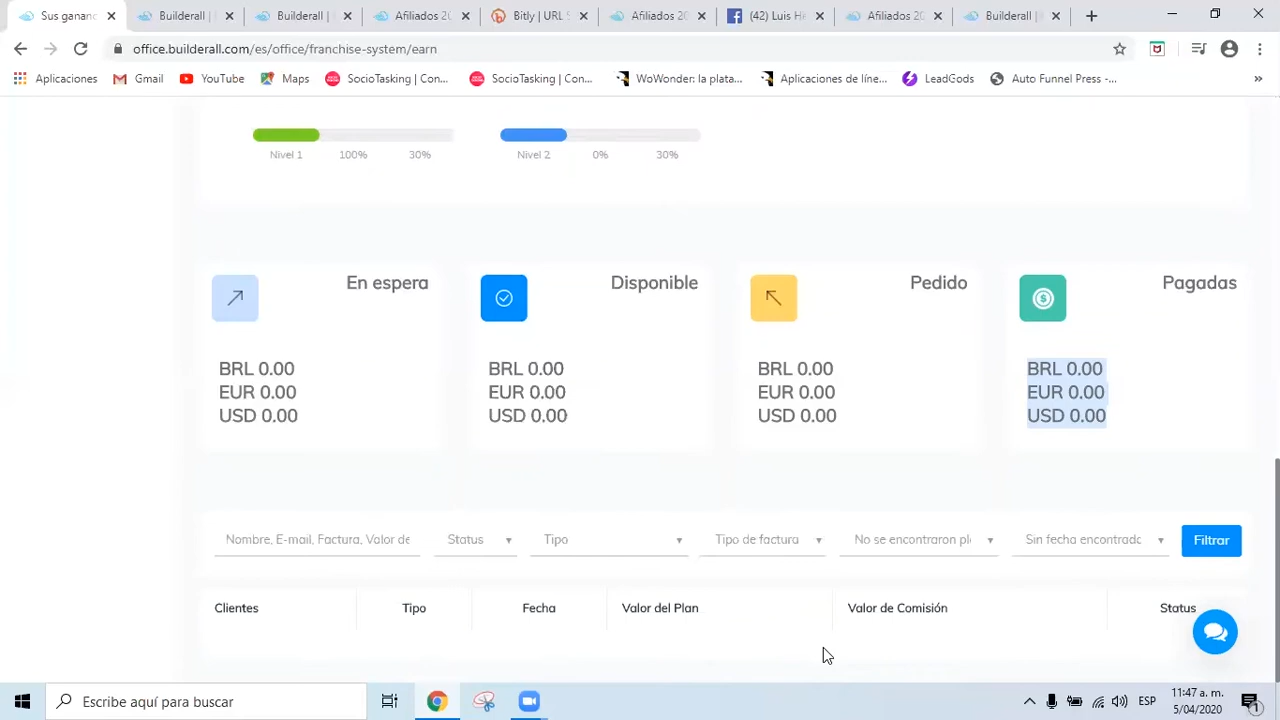 Sus ganano
Builderall |
Builderall |
Afiliados 20
Bitly | URL S
Afiliados 20
(42) Luis H
Afiliados 20
Builderall |
office.builderall.com/es/office/franchise-system/earn
Aplicaciones
Gmail
YouTube
Maps
SocioTasking | Con...
SocioTasking | Con...
WoWonder: la plata...
Aplicaciones de líne...
LeadGods
Auto Funnel Press -...
»
Nivel 1 100% 30%
Nivel 2 0% 30%
En espera
BRL 0.00
EUR 0.00
USD 0.00
Disponible
BRL 0.00
EUR 0.00
USD 0.00
Pedido
BRL 0.00
EUR 0.00
USD 0.00
Pagadas
BRL 0.00
EUR 0.00
USD 0.00
Nombre, E-mail, Factura, Valor de Status Tipo Tipo de factura No se encontraron pl Sin fecha encontrado Filtrar
Clientes Tipo Fecha Valor del Plan Valor de Comisión Status
Escribe aquí para buscar
ESP
11:47 a. m.
5/04/2020
1